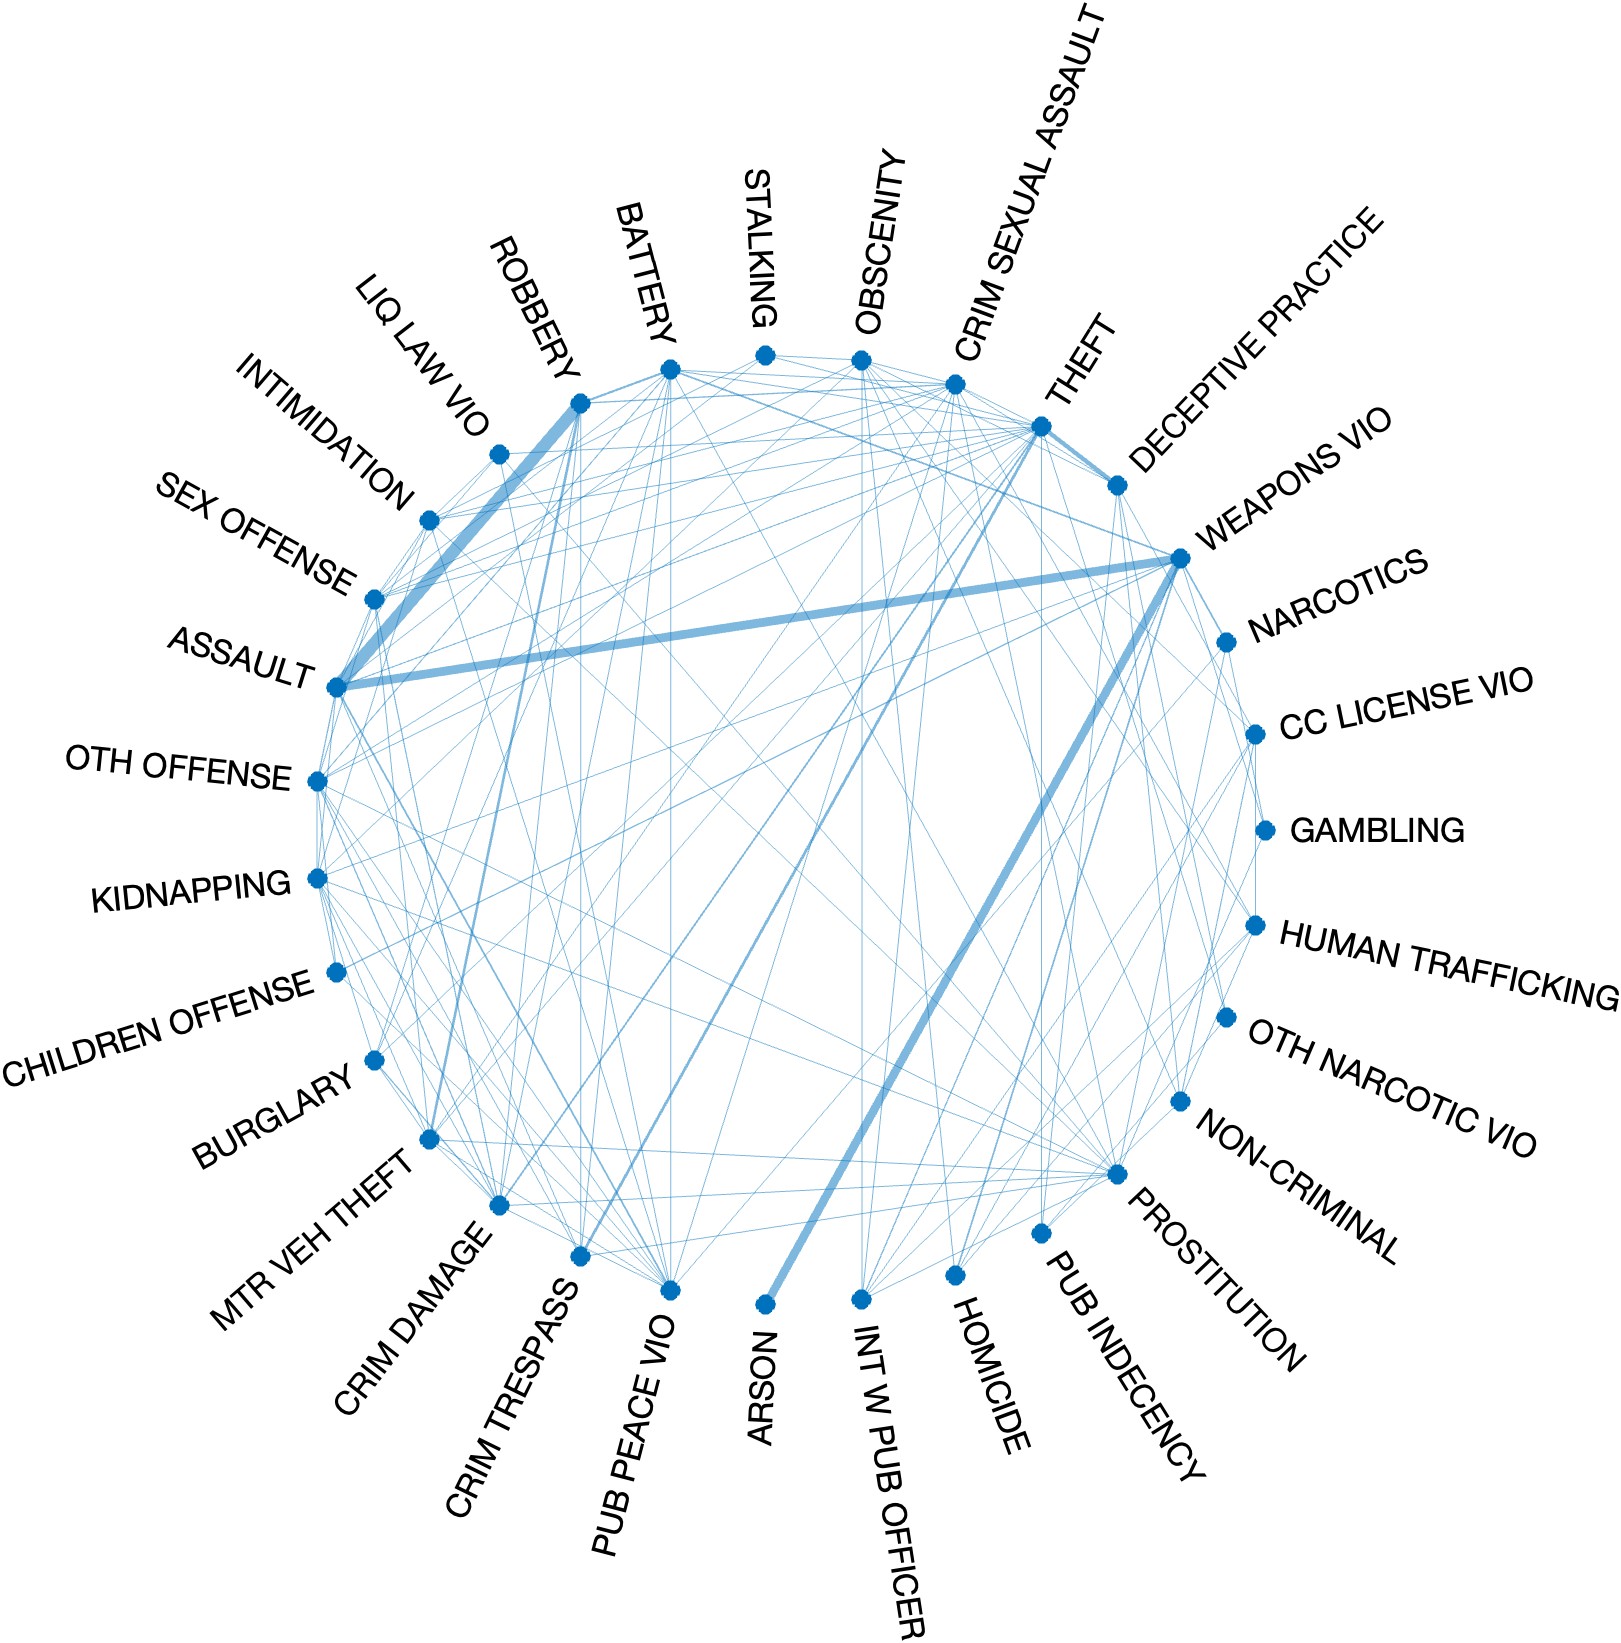 STALKING
OBSCENITY
CRIM SEXUAL ASSAULT
THEFT
DECEPTIVE PRACTICE
WEAPONS VIO
NARCOTICS
CC LICENSE VIO
GAMBLING
HUMAN TRAFFICKING
OTH NARCOTIC VIO
NON-CRIMINAL
PROSTITUTION
PUB INDECENCY
HOMICIDE
INT W PUB OFFICER
ARSON
PUB PEACE VIO
CRIM TRESPASS
CRIM DAMAGE
MTR VEH THEFT
BURGLARY
CHILDREN OFFENSE
KIDNAPPING
OTH OFFENSE
ASSAULT
SEX OFFENSE
INTIMIDATION
LIQ LAW VIO
ROBBERY
BATTERY